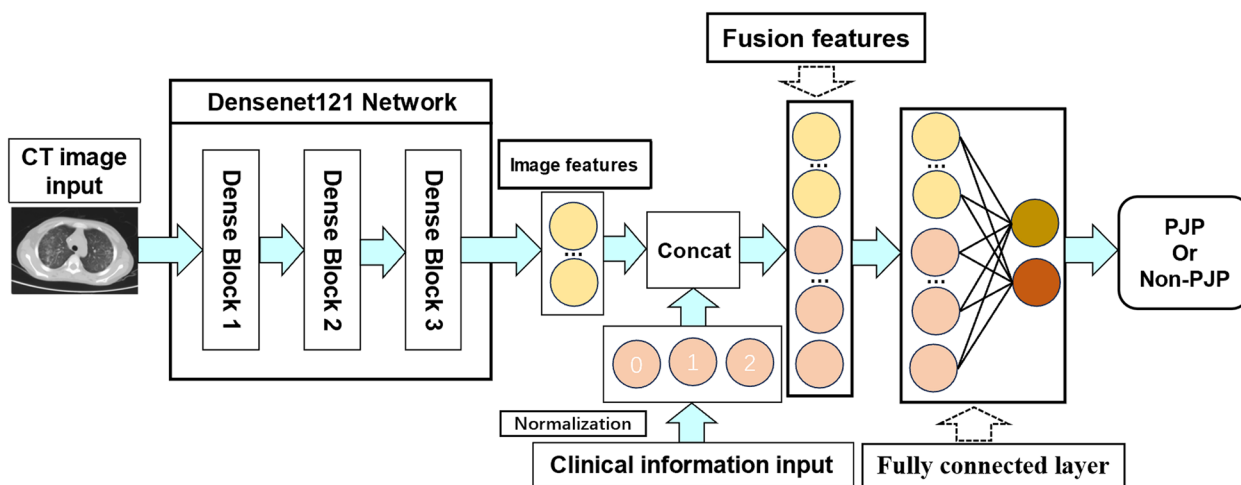 Fusion features
Densenet121 Network
CT image
input
Dense Block 1
Dense Block 2
Dense Block 3
Image features
...
Concat
0
1
2
Normalization
Clinical information input
...
...
...
...
Fully connected layer
PJP
Or
Non-PJP